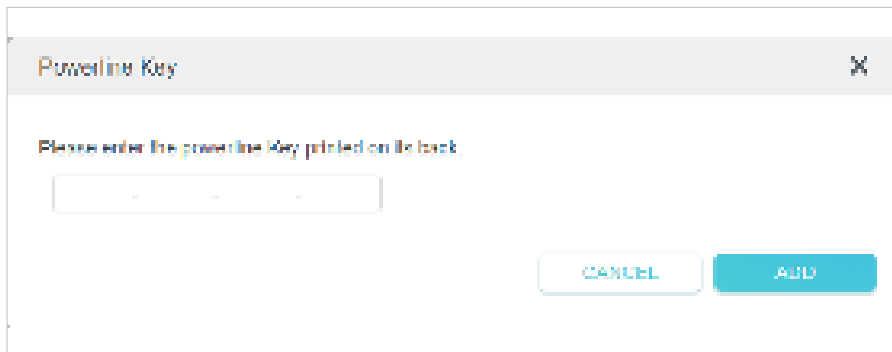 Powerline Key
Please enter the powerline Key printed on its back
- - -
CANCEL
ADD